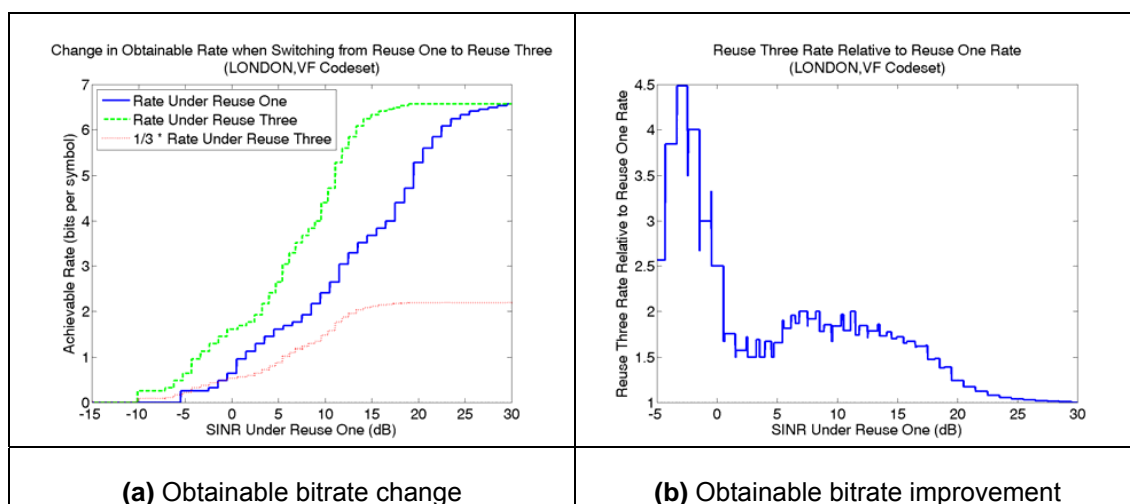 Change in Obtainable Rate when Switching from Reuse One to Reuse Three
(LONDON,VF Codeset)
7
6
5
4
3
2
1
0
Achievable Rate (bits per symbol)
Rate Under Reuse One
Rate Under Reuse Three
1/3 * Rate Under Reuse Three
-15 -10 -5 0 5 10 15 20 25 30
SINR Under Reuse One (dB)
(a) Obtainable bitrate change
Reuse Three Rate Relative to Reuse One Rate
(LONDON,VF Codeset)
4.5
4
3.5
3
2.5
2
1.5
1
Reuse Three Rate Relative to Reuse One Rate
-5 0 5 10 15 20 25 30
SINR Under Reuse One (dB)
(b) Obtainable bitrate improvement